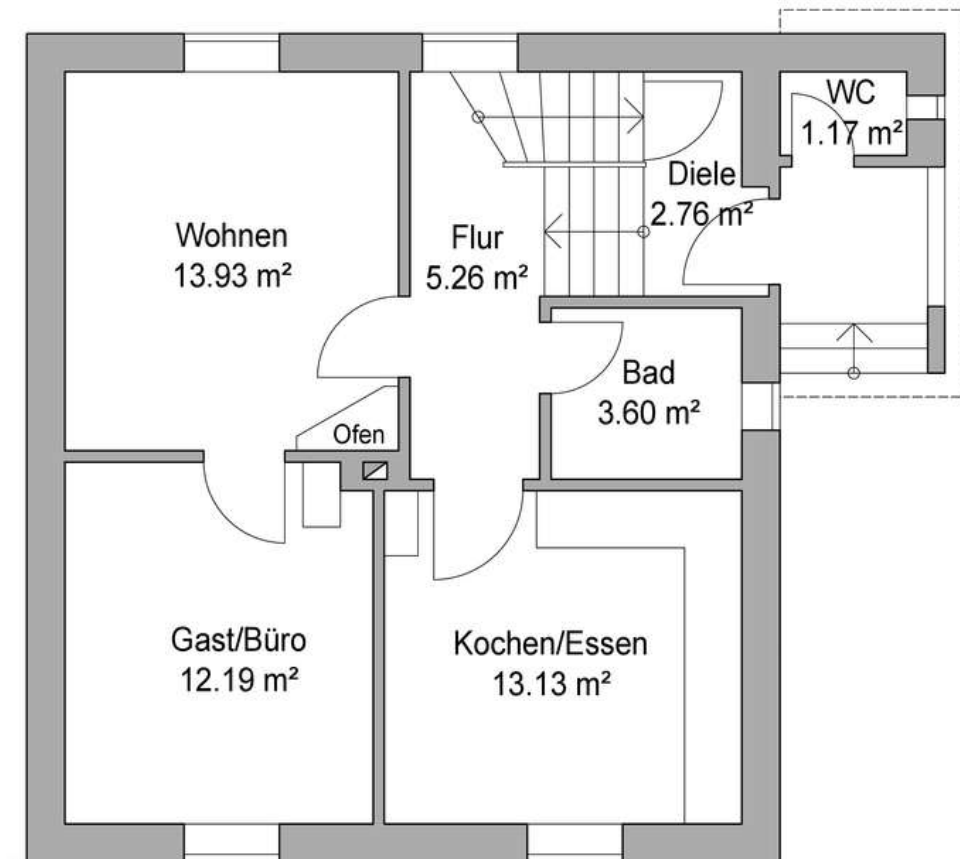 WC
1.17 m²
Diele
2.76 m²
Wohnen
13.93 m²
Flur
5.26 m²
Bad
3.60 m²
Ofen
Gast/Büro
12.19 m²
Kochen/Essen
13.13 m²